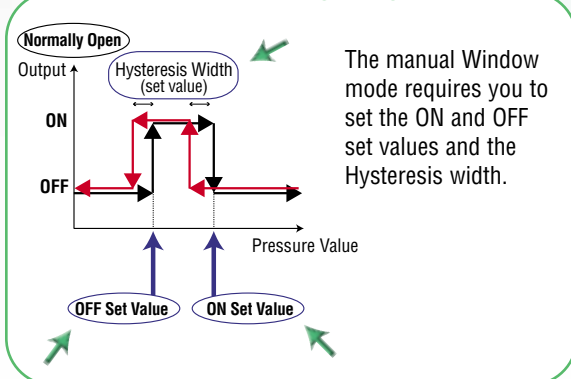 Normally Open
Output
Hysteresis Width
(set value)
ON
OFF
Pressure Value
OFF Set Value
ON Set Value
The manual Window
mode requires you to
set the ON and OFF
set values and the
Hysteresis width.